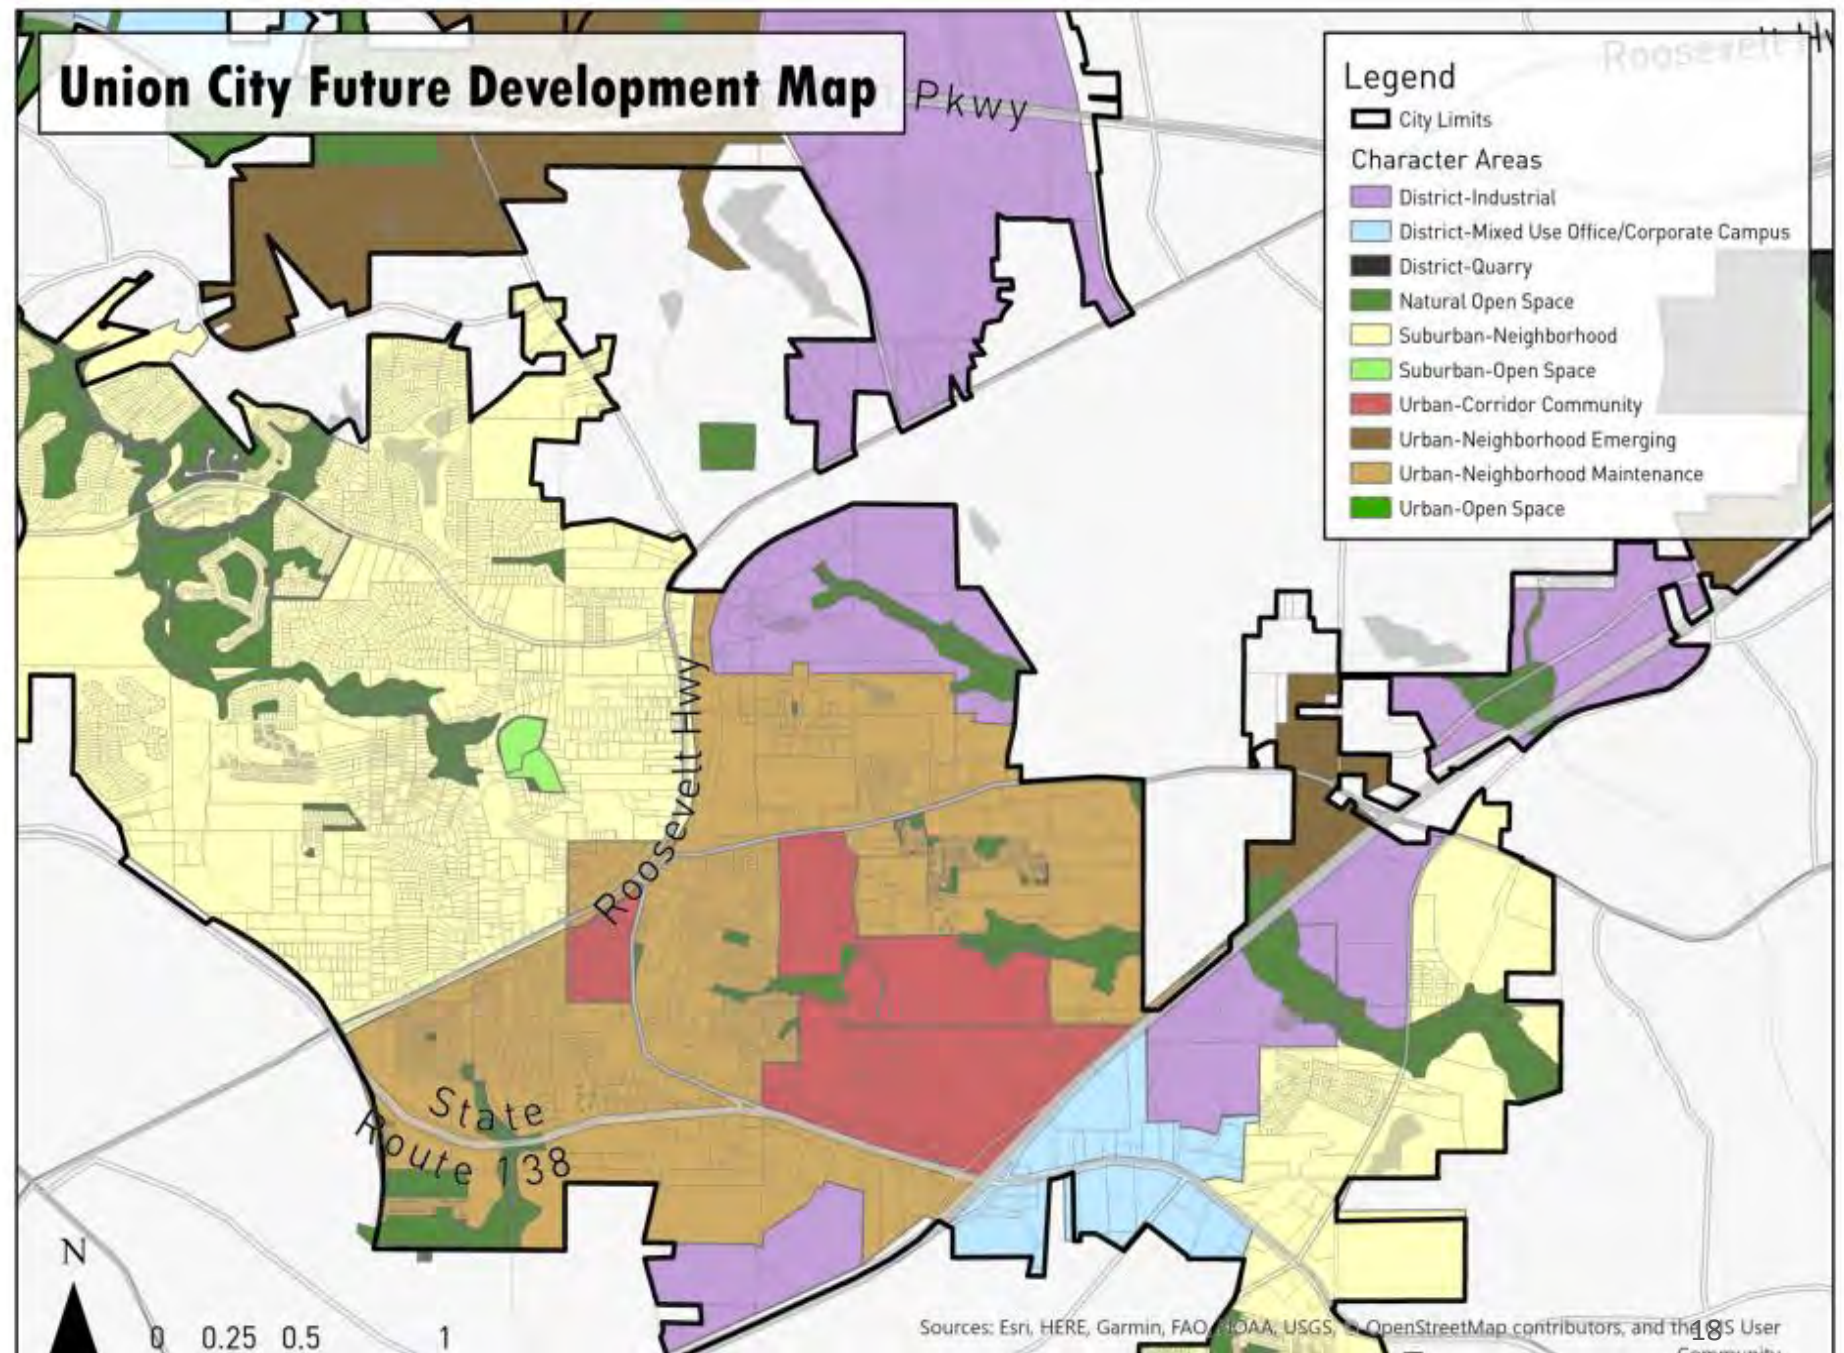 Union City Future Development Map
Pkwy
Roosevelt
Legend
City Limits
Character Areas
District-Industrial
District-Mixed Use Office/Corporate Campus
District-Quarry
Natural Open Space
Suburban-Neighborhood
Suburban-Open Space
Urban-Corridor Community
Urban-Neighborhood Emerging
Urban-Neighborhood Maintenance
Urban-Open Space
Roosevelt Hwy
State
Route 138
N
0 0.25 0.5 1
Sources: Esri, HERE, Garmin, FAO, NOAA, USGS, © OpenStreetMap contributors, and the GIS User
Community
18